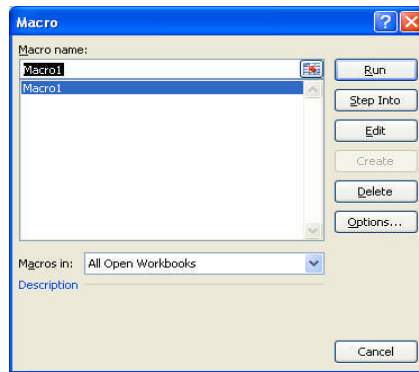 Macro
Macro name:
Macro1
Macro1
Run
Step Into
Edit
Create
Delete
Options...
Macros in: All Open Workbooks
Description
Cancel